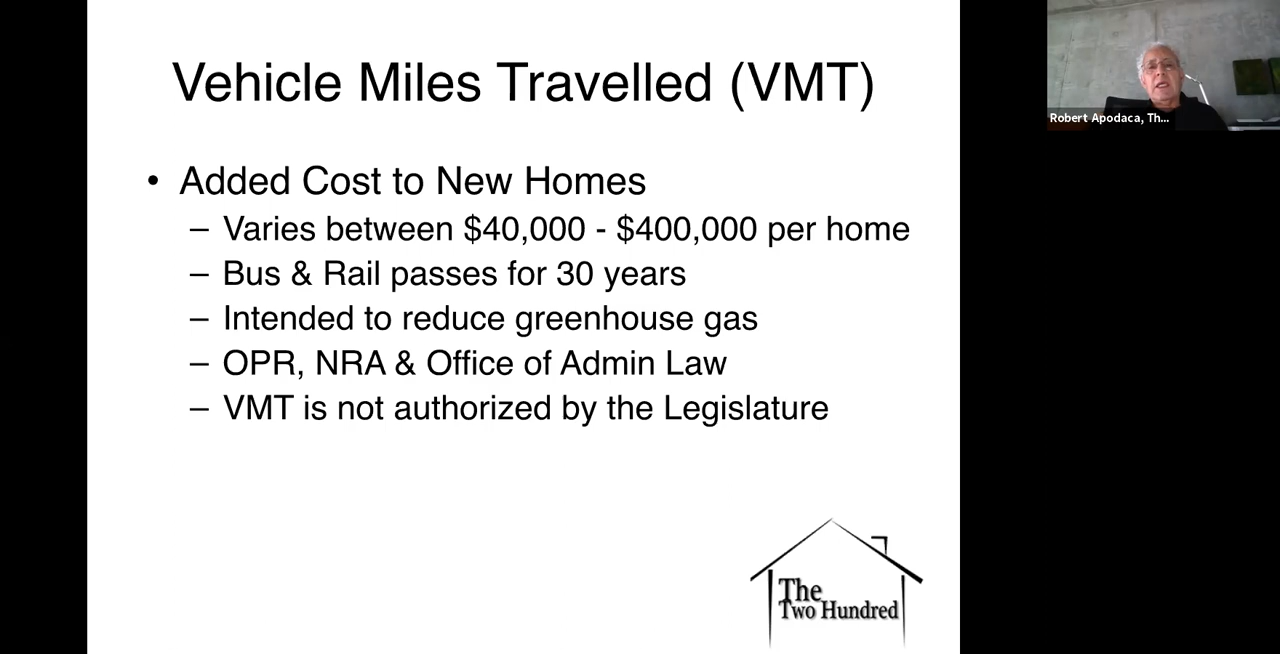 Vehicle Miles Travelled (VMT)
• Added Cost to New Homes
– Varies between $40,000 - $400,000 per home
– Bus & Rail passes for 30 years
– Intended to reduce greenhouse gas
– OPR, NRA & Office of Admin Law
– VMT is not authorized by the Legislature
The
Two Hundred
Robert Apodaca, Th...